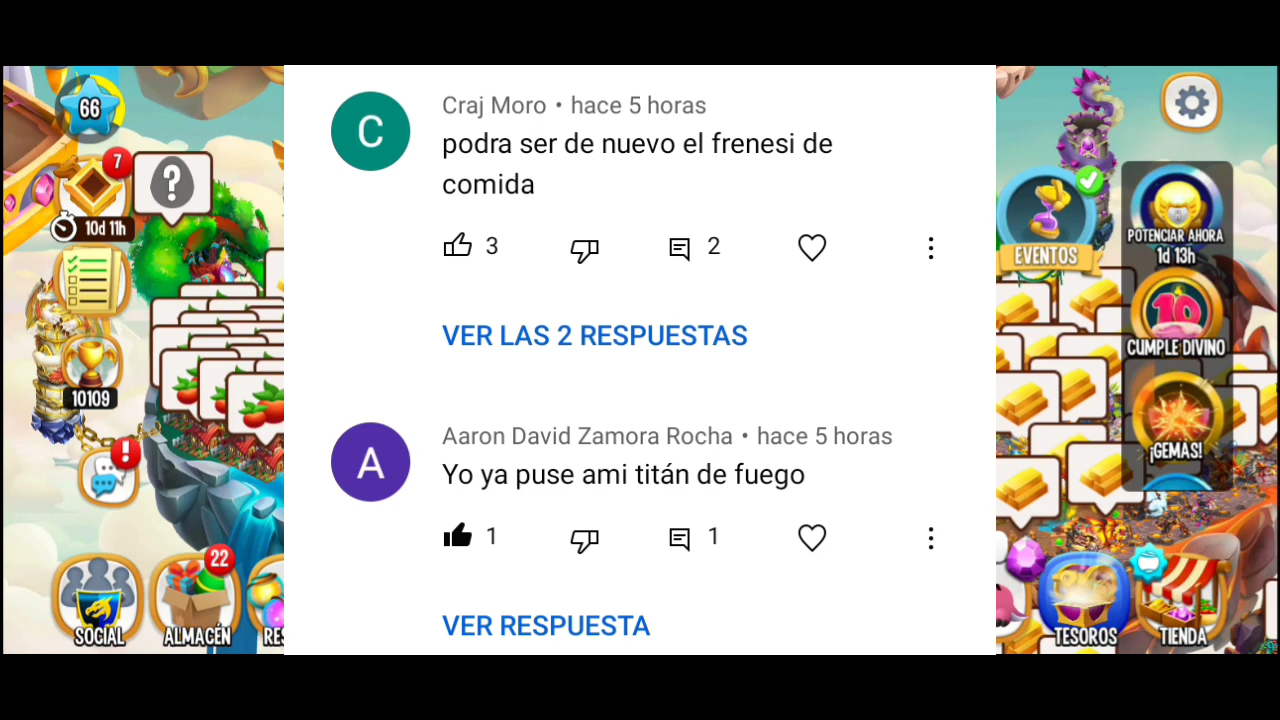 66
7
10d 11h
10109
!
22
SOCIAL
ALMACÉN
RES
Craj Moro • hace 5 horas
podra ser de nuevo el frenesi de
comida
3
2
VER LAS 2 RESPUESTAS
Aaron David Zamora Rocha • hace 5 horas
Yo ya puse ami titán de fuego
1
1
VER RESPUESTA
?
EVENTOS
POTENCIAR AHORA
1d 13h
10
CUMPLE DIVINO
¡GEMAS!
TESOROS
TIENDA